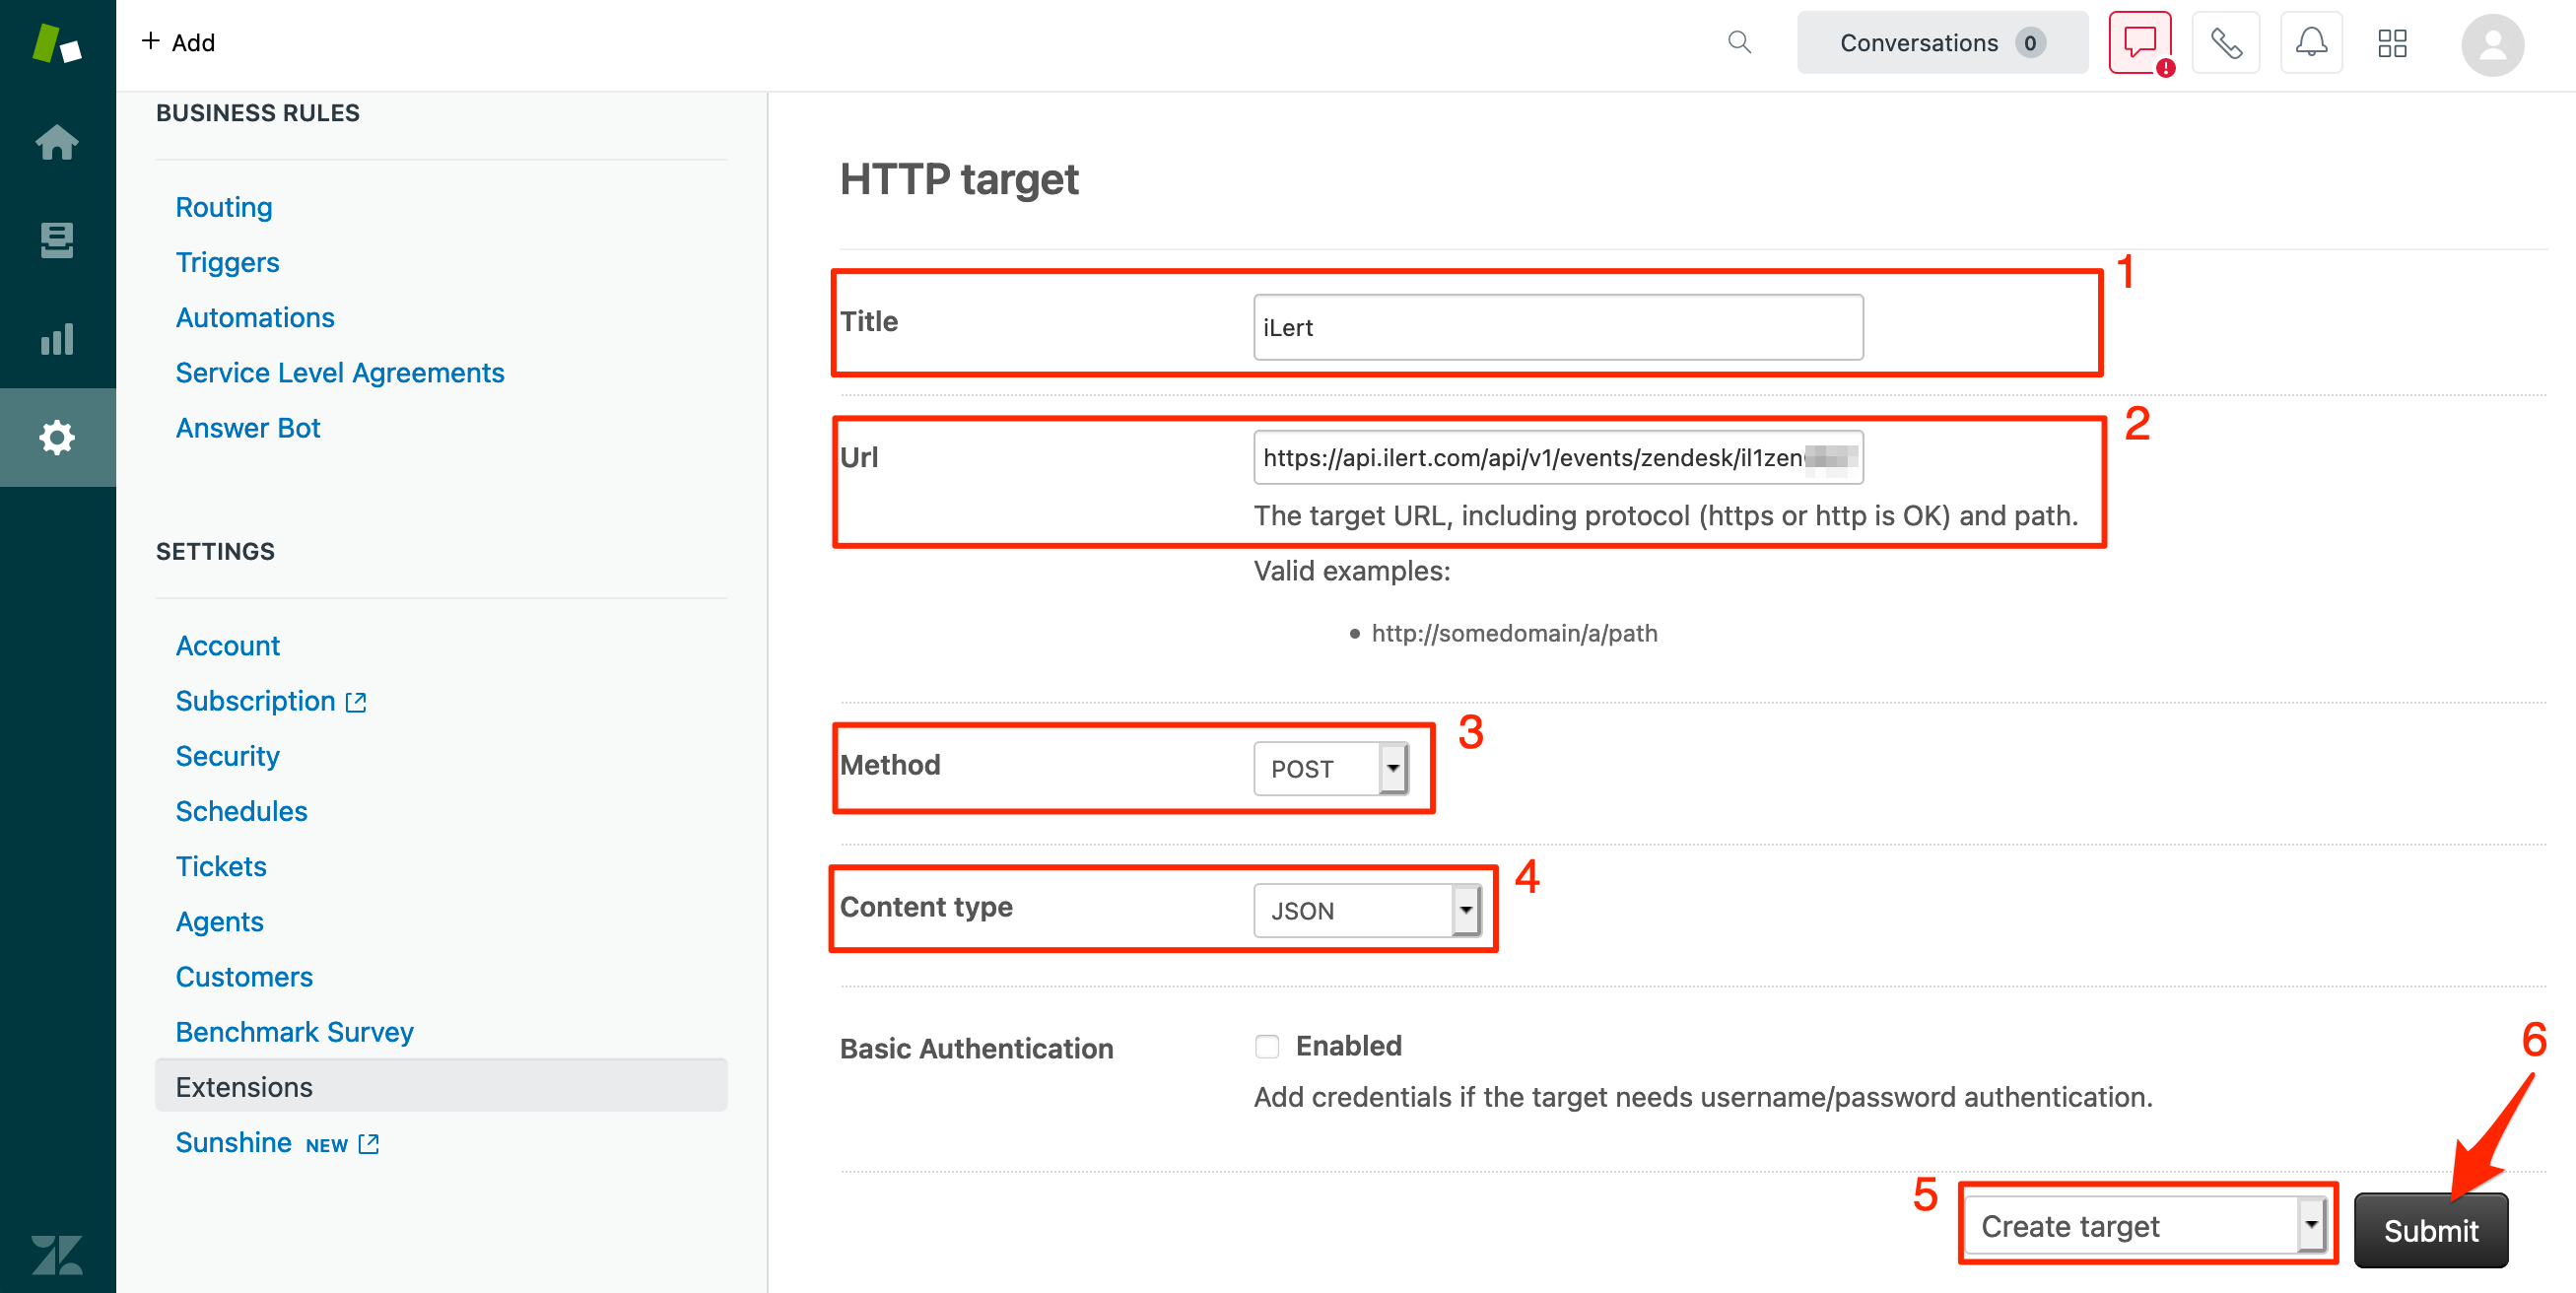 + Add
Conversations 0
BUSINESS RULES
Routing
Triggers
Automations
Service Level Agreements
Answer Bot
SETTINGS
Account
Subscription
Security
Schedules
Tickets
Agents
Customers
Benchmark Survey
Extensions
Sunshine NEW
HTTP target
1
Title iLert
2
Url https://api.ilert.com/api/v1/events/zendesk/il1zen
The target URL, including protocol (https or http is OK) and path.
Valid examples:
• http://somedomain/a/path
3
Method POST
4
Content type JSON
Basic Authentication Enabled
Add credentials if the target needs username/password authentication.
6
5 Create target Submit